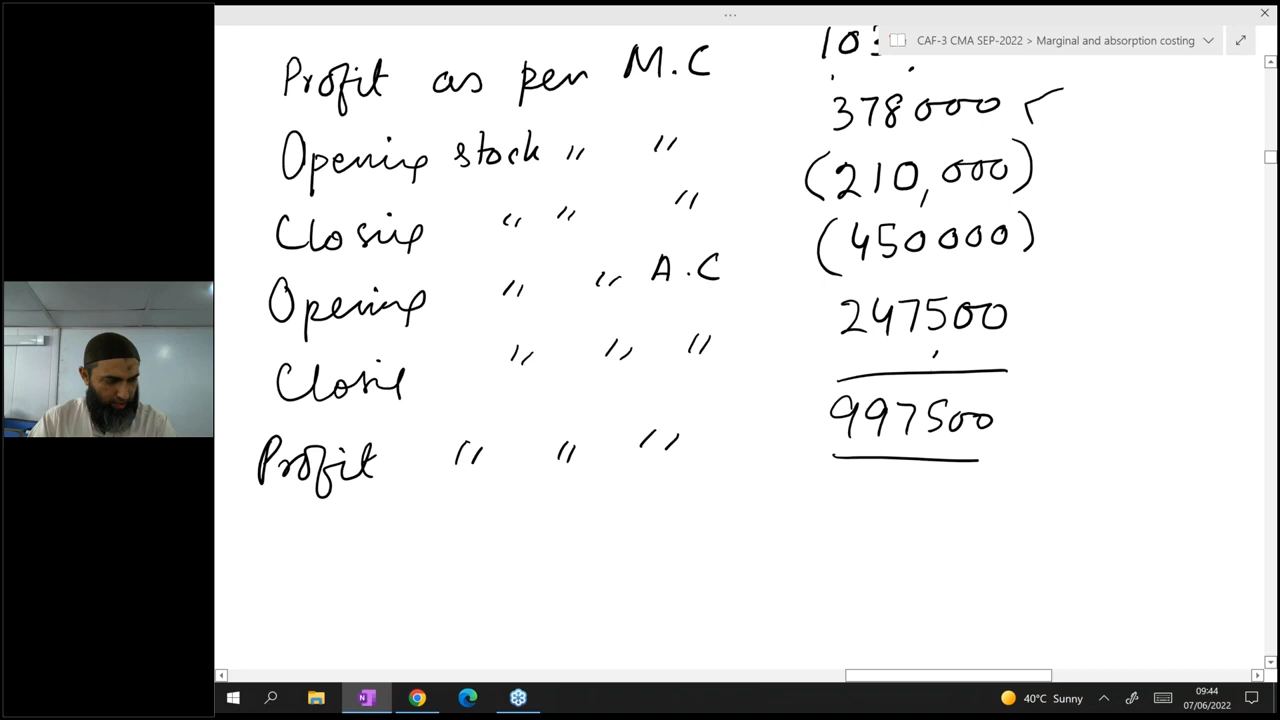 CAF-3 CMA SEP-2022 > Marginal and absorption costing
Profit as per M.C
378000
Opening stock " "
(210,000)
Closing " " "
(450000)
Opening " " A.C
247500
Closing " " "
997500
Profit " " "
40°C Sunny
09:44
07/06/2022